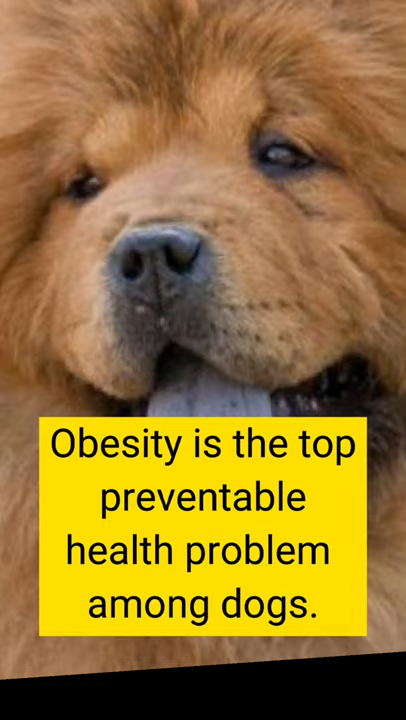 Obesity is the top
preventable
health problem
among dogs.